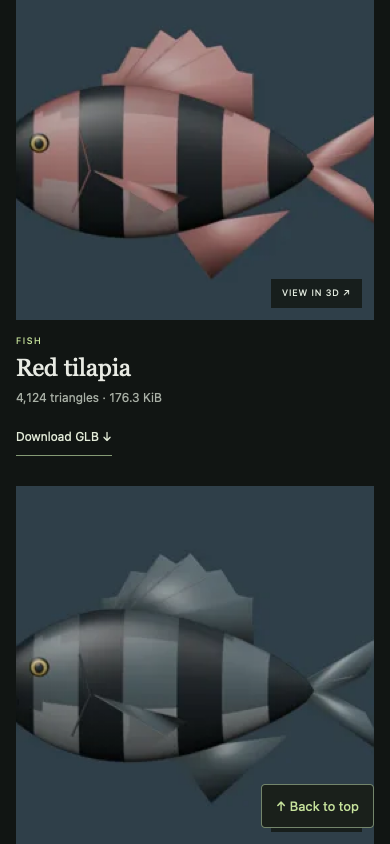 VIEW IN 3D ↗
FISH
Red tilapia
4,124 triangles · 176.3 KiB
Download GLB ↓
↑ Back to top